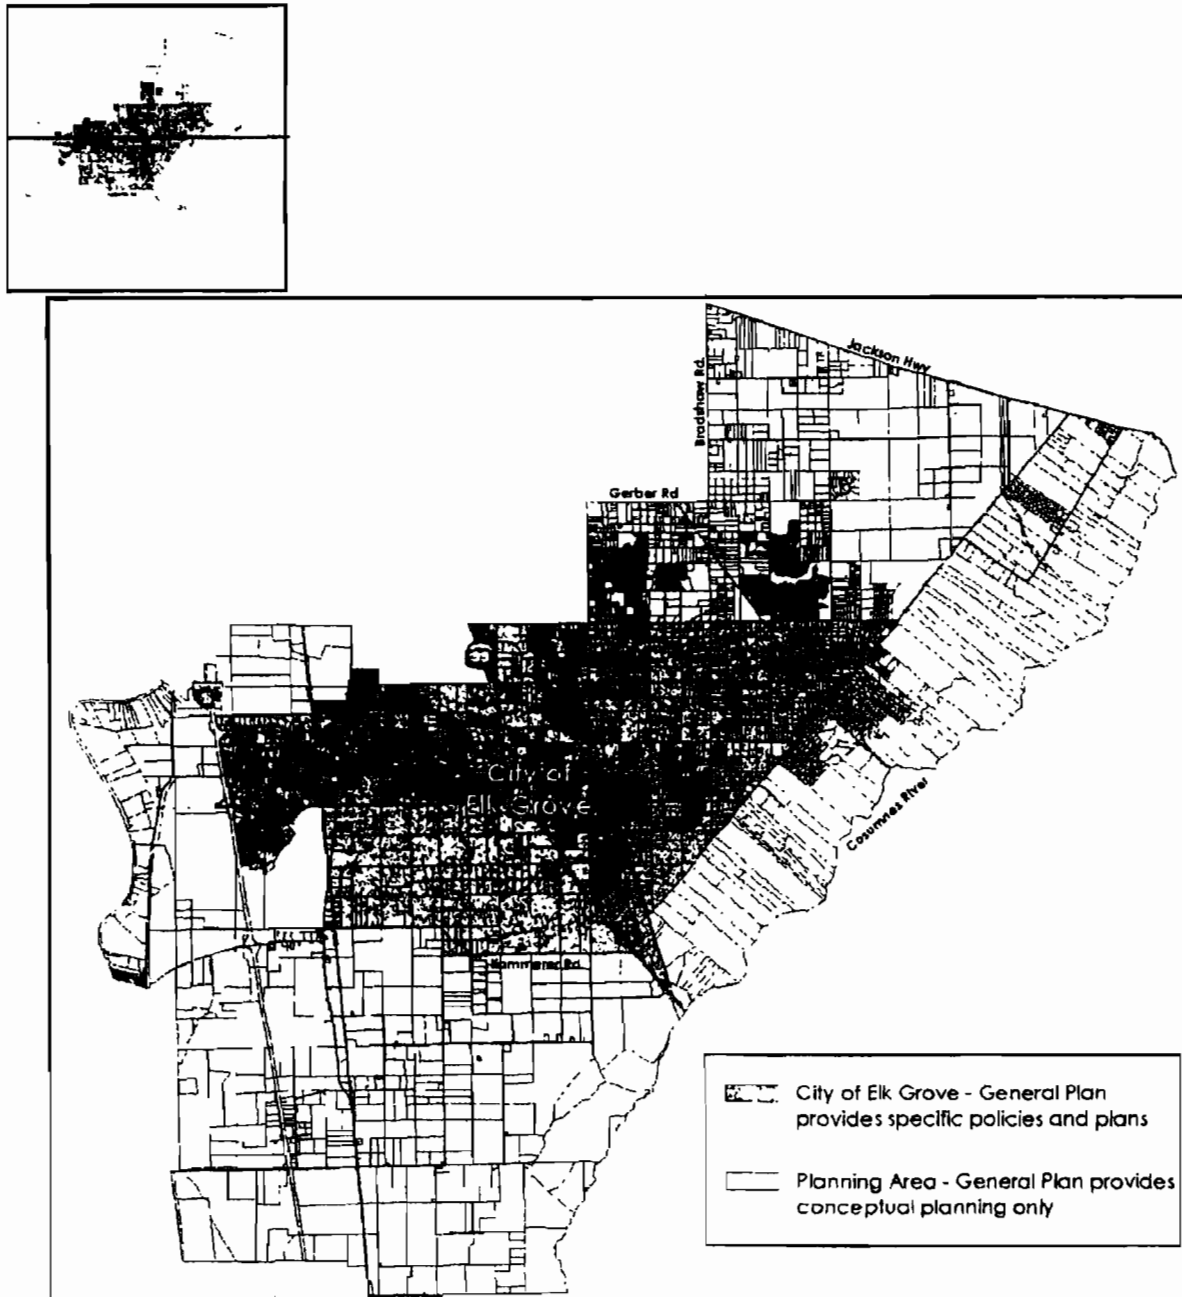 Jackson Hwy
Bradshaw Rd.
Gerber Rd
City of
Elk Grove
Cosumnes River
Kammerer Rd.
City of Elk Grove - General Plan
provides specific policies and plans
Planning Area - General Plan provides
conceptual planning only